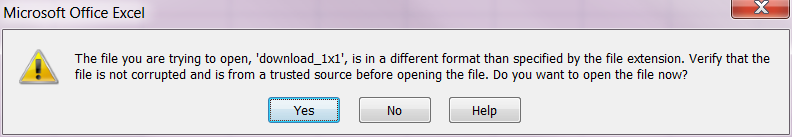 Microsoft Office Excel
The file you are trying to open, 'download_1x1', is in a different format than specified by the file extension. Verify that the
file is not corrupted and is from a trusted source before opening the file. Do you want to open the file now?
Yes No Help